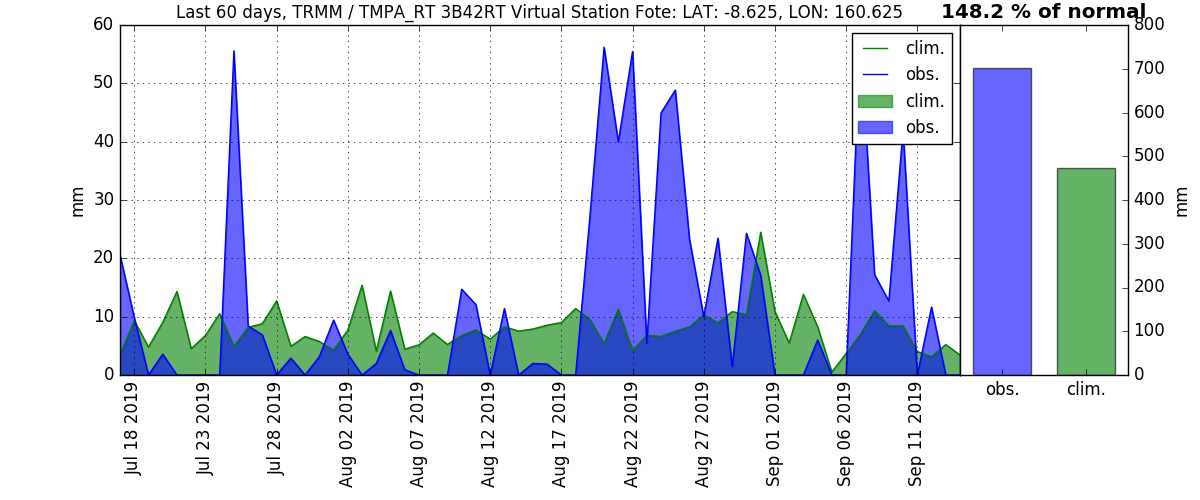 Last 60 days, TRMM / TMPA_RT 3B42RT Virtual Station Fote: LAT: -8.625, LON: 160.625
148.2 % of normal
60
50
40
30
20
10
0
mm
clim.
obs.
clim.
obs.
800
700
600
500
400
300
200
100
0
mm
Jul 18 2019
Jul 23 2019
Jul 28 2019
Aug 02 2019
Aug 07 2019
Aug 12 2019
Aug 17 2019
Aug 22 2019
Aug 27 2019
Sep 01 2019
Sep 06 2019
Sep 11 2019
obs.
clim.